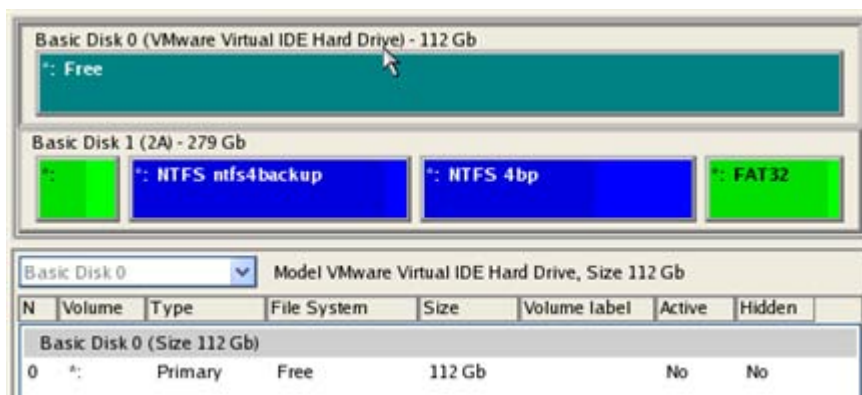 Basic Disk 0 (VMware Virtual IDE Hard Drive) - 112 Gb
*: Free
Basic Disk 1 (2A) - 279 Gb
*: *: NTFS ntfs4backup *: NTFS 4bp *: FAT32
Basic Disk 0 Model VMware Virtual IDE Hard Drive, Size 112 Gb
N Volume Type File System Size Volume label Active Hidden
Basic Disk 0 (Size 112 Gb)
0 *: Primary Free 112 Gb No No